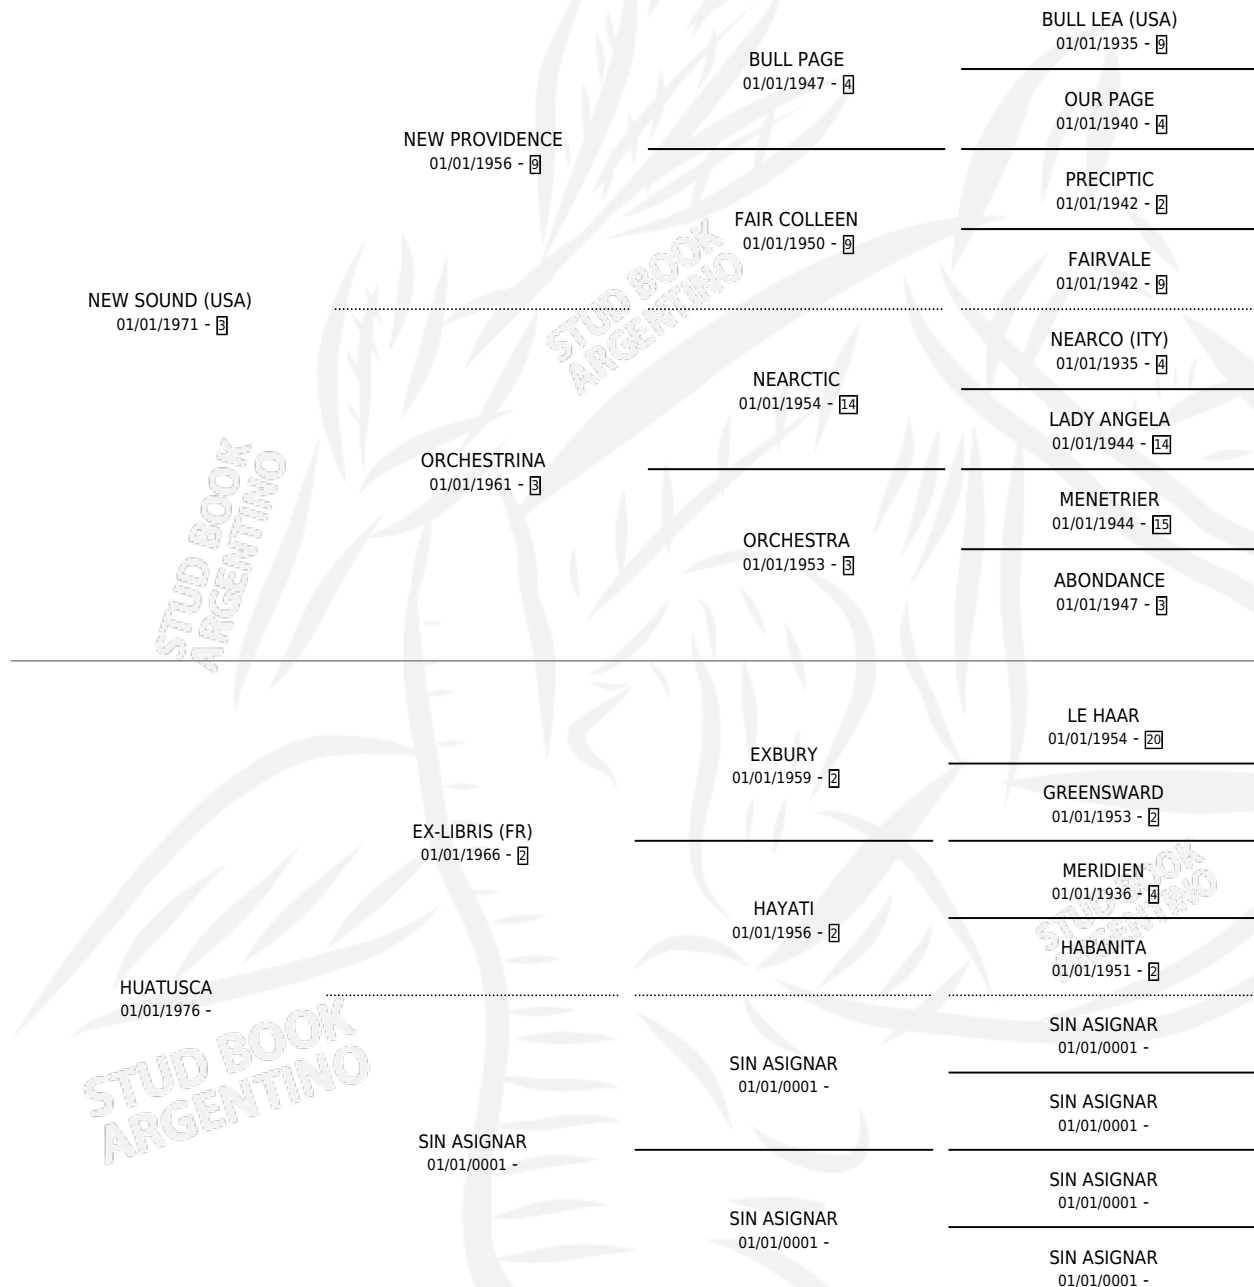 BULL LEA (USA)
01/01/1935 - 9
BULL PAGE
01/01/1947 - 4
OUR PAGE
01/01/1940 - 4
NEW PROVIDENCE
01/01/1956 - 9
PRECIPTIC
01/01/1942 - 2
FAIR COLLEEN
01/01/1950 - 9
FAIRVALE
01/01/1942 - 9
NEW SOUND (USA)
01/01/1971 - 3
NEARCO (ITY)
01/01/1935 - 4
NEARCTIC
01/01/1954 - 14
LADY ANGELA
01/01/1944 - 14
ORCHESTRINA
01/01/1961 - 3
MENETRIER
01/01/1944 - 15
ORCHESTRA
01/01/1953 - 3
ABONDANCE
01/01/1947 - 3
LE HAAR
01/01/1954 - 20
EXBURY
01/01/1959 - 2
GREENSWARD
01/01/1953 - 2
EX-LIBRIS (FR)
01/01/1966 - 2
MERIDIEN
01/01/1936 - 4
HAYATI
01/01/1956 - 2
HABANITA
01/01/1951 - 2
HUATUSCA
01/01/1976 -
SIN ASIGNAR
01/01/0001 -
SIN ASIGNAR
01/01/0001 -
SIN ASIGNAR
01/01/0001 -
SIN ASIGNAR
01/01/0001 -
SIN ASIGNAR
01/01/0001 -
SIN ASIGNAR
01/01/0001 -
SIN ASIGNAR
01/01/0001 -
STUD BOOK
ARGENTINO
STUD BOOK
ARGENTINO
STUD BOOK
ARGENTINO
STUD BOOK
ARGENTINO